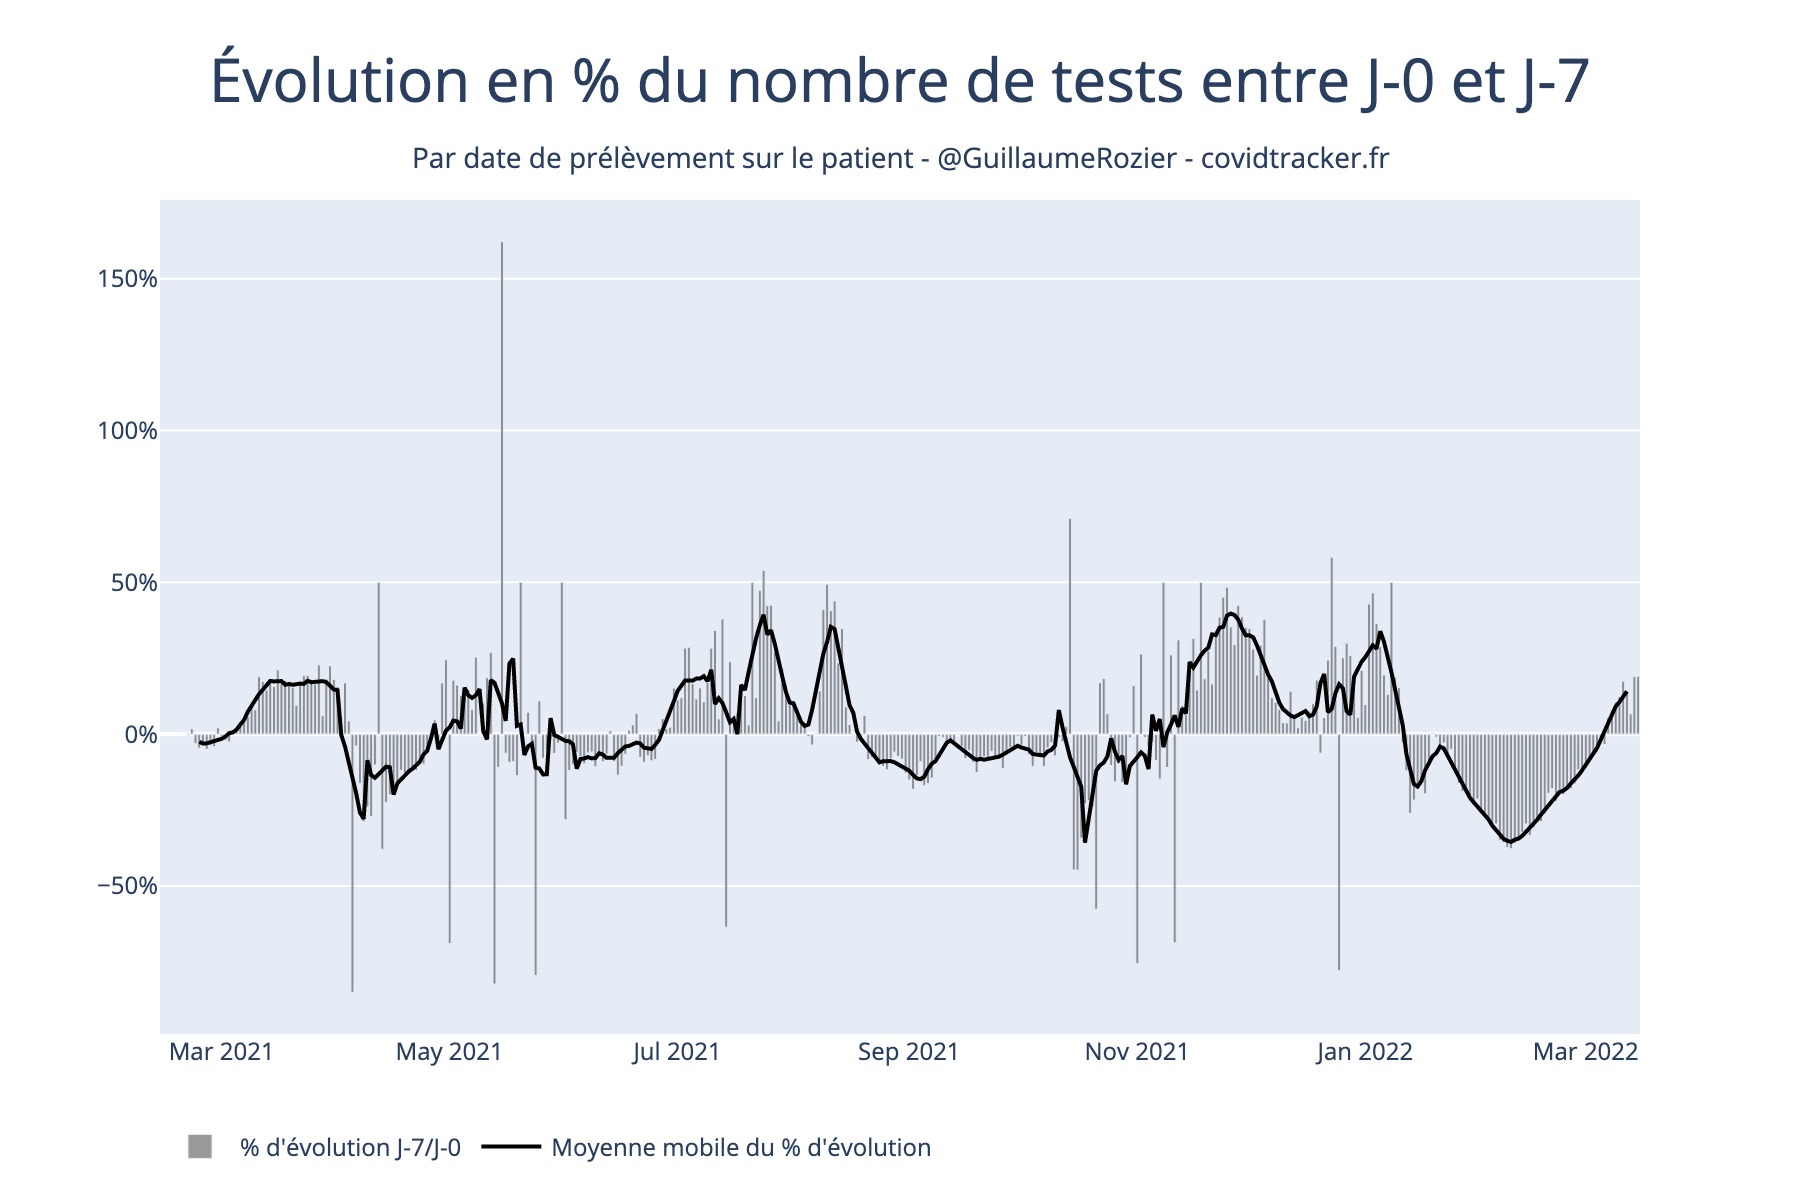 Évolution en % du nombre de tests entre J-0 et J-7
Par date de prélèvement sur le patient - @GuillaumeRozier - covidtracker.fr
150%
100%
50%
0%
−50%
Mar 2021
May 2021
Jul 2021
Sep 2021
Nov 2021
Jan 2022
Mar 2022
% d'évolution J-7/J-0
Moyenne mobile du % d'évolution